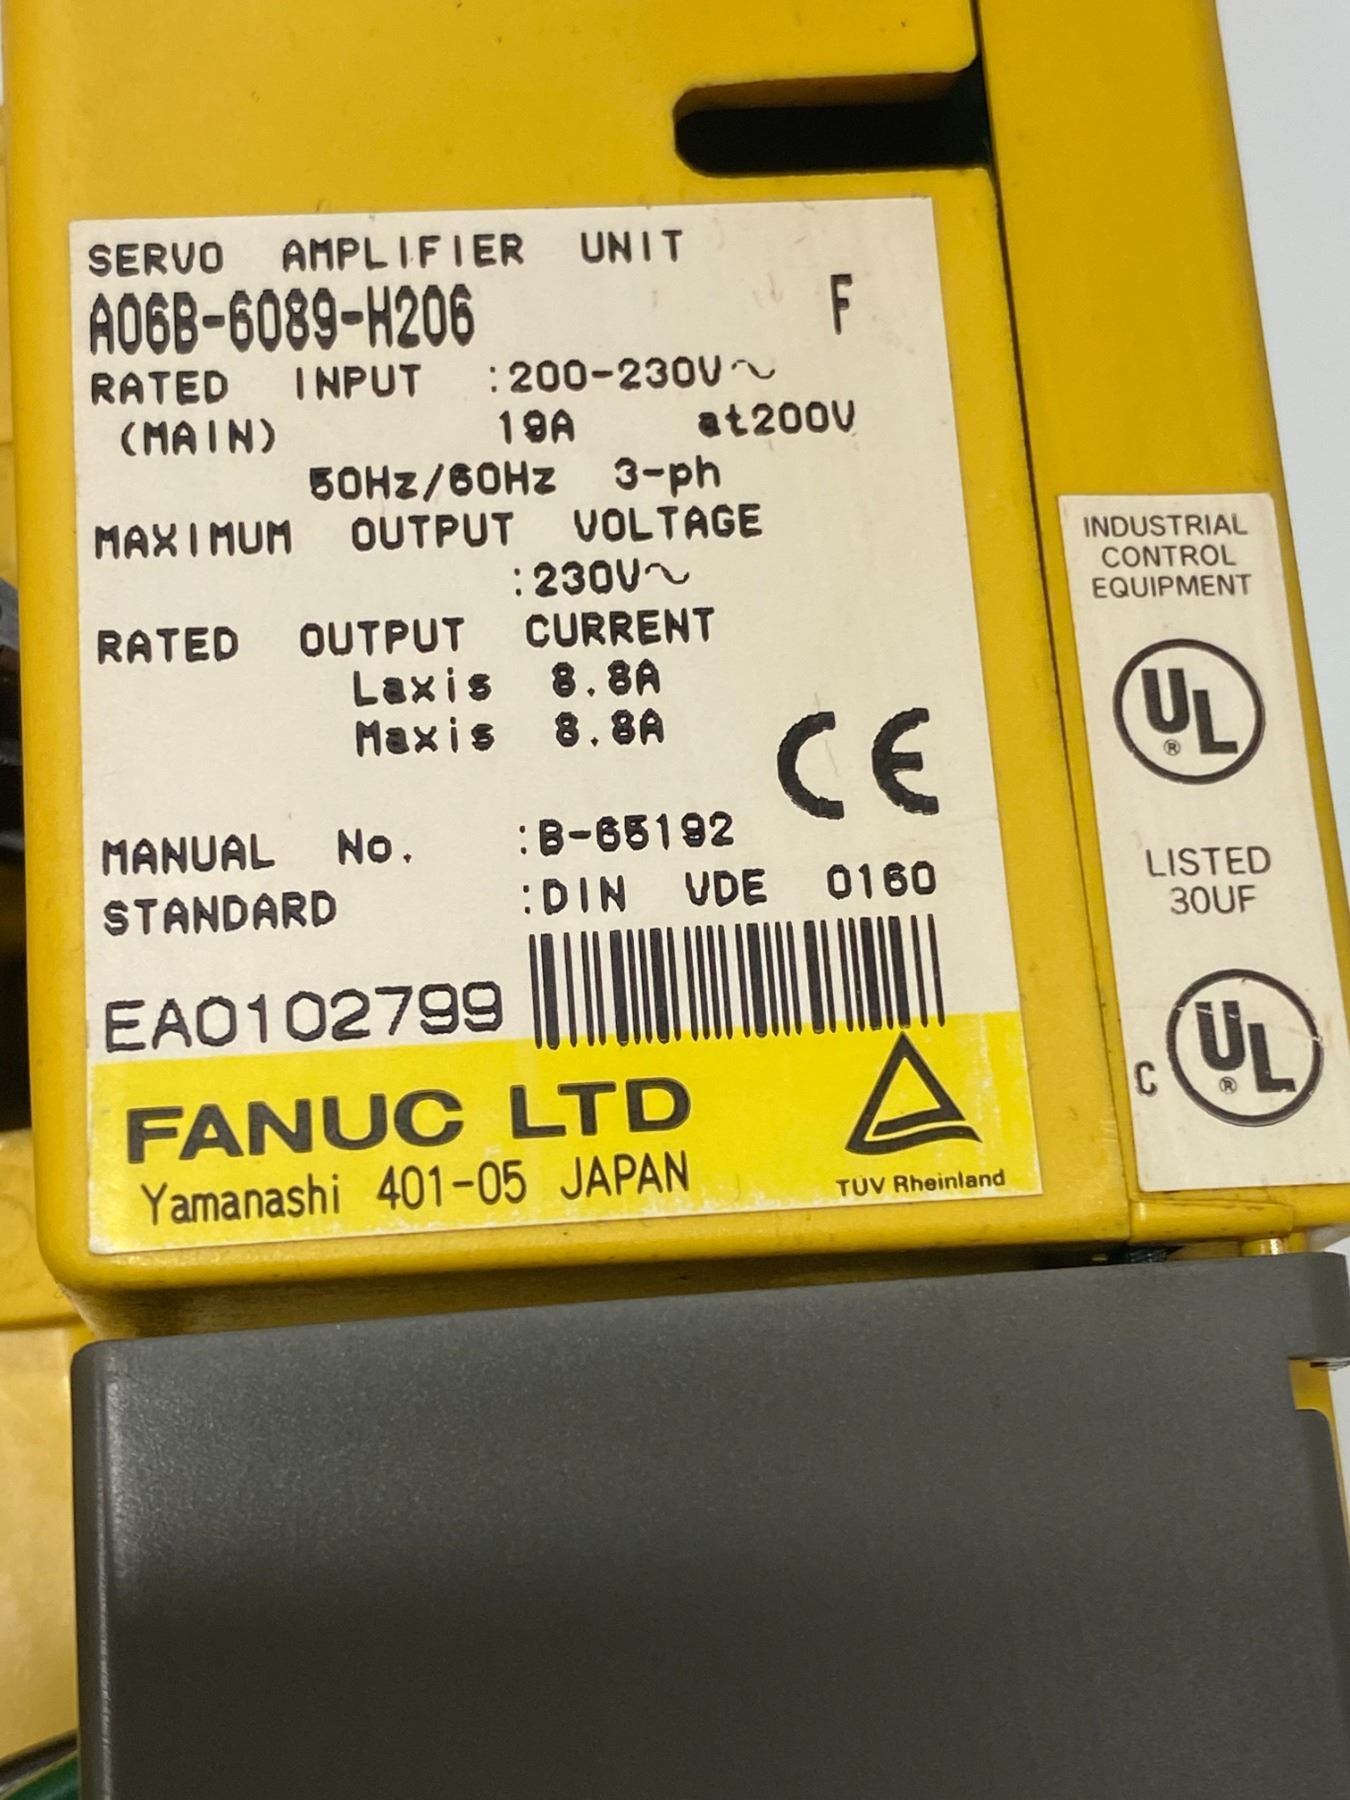 SERVO AMPLIFIER UNIT
A06B-6089-H206 F
RATED INPUT :200-230V~
(MAIN) 19A at200V
50Hz/60Hz 3-ph
MAXIMUM OUTPUT VOLTAGE
:230V~
RATED OUTPUT CURRENT
Laxis 8.8A
Maxis 8.8A
CE
MANUAL No. :B-65192
STANDARD :DIN VDE 0160
EA0102799
FANUC LTD
Yamanashi 401-05 JAPAN
TUV Rheinland
INDUSTRIAL
CONTROL
EQUIPMENT
UL
®
LISTED
30UF
C UL
®